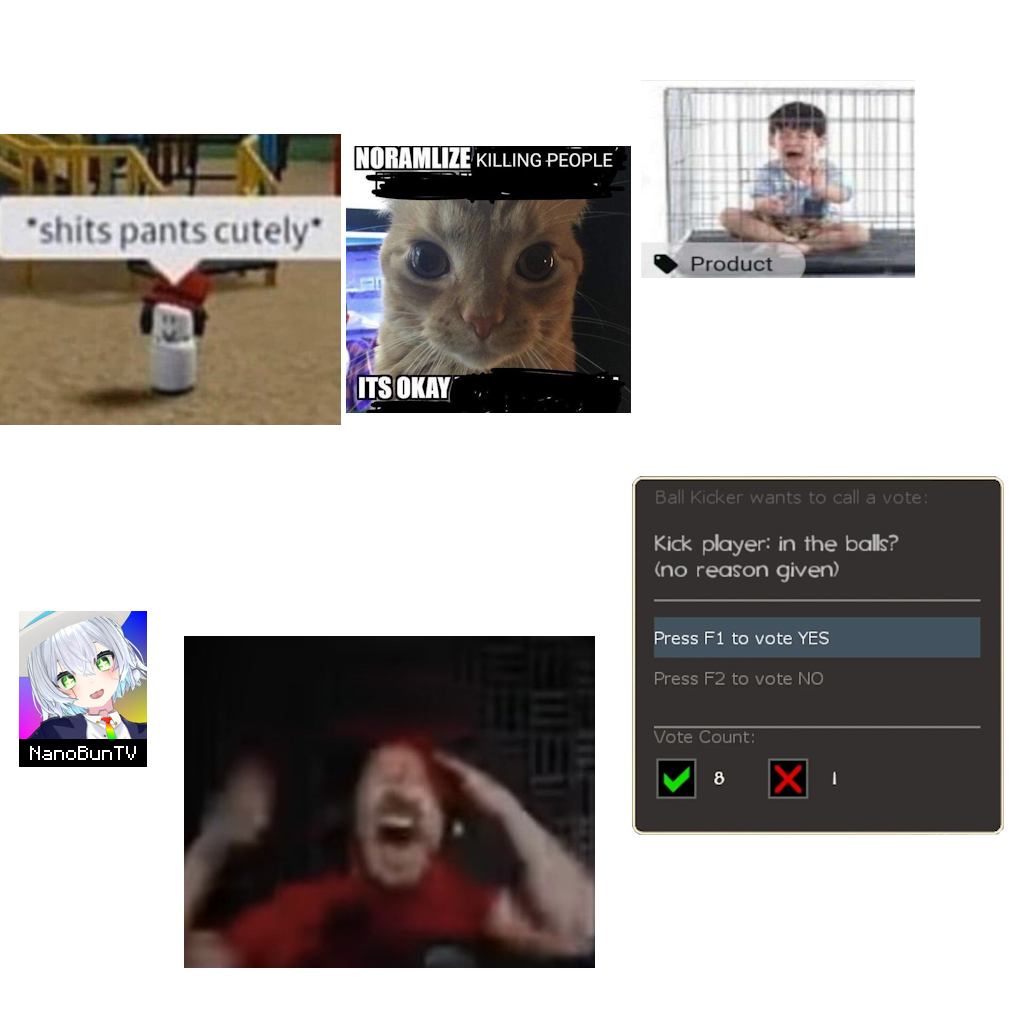 *shits pants cutely*
NORAMLIZE KILLING PEOPLE
ITS OKAY
Product
Ball Kicker wants to call a vote:
Kick player: in the balls?
(no reason given)
Press F1 to vote YES
Press F2 to vote NO
Vote Count:
8 1
NanoBunTV